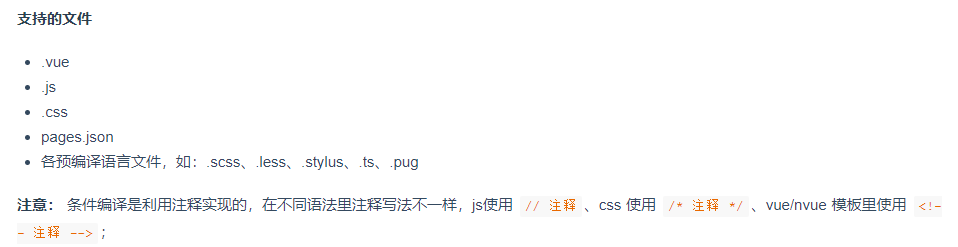 支持的文件
.vue
.js
.css
pages.json
各预编译语言文件，如：.scss、.less、.stylus、.ts、.pug
注意： 条件编译是利用注释实现的，在不同语法里注释写法不一样，js使用 // 注释 、css 使用 /* 注释 */ 、vue/nvue 模板里使用 <!-
- 注释 --> ；